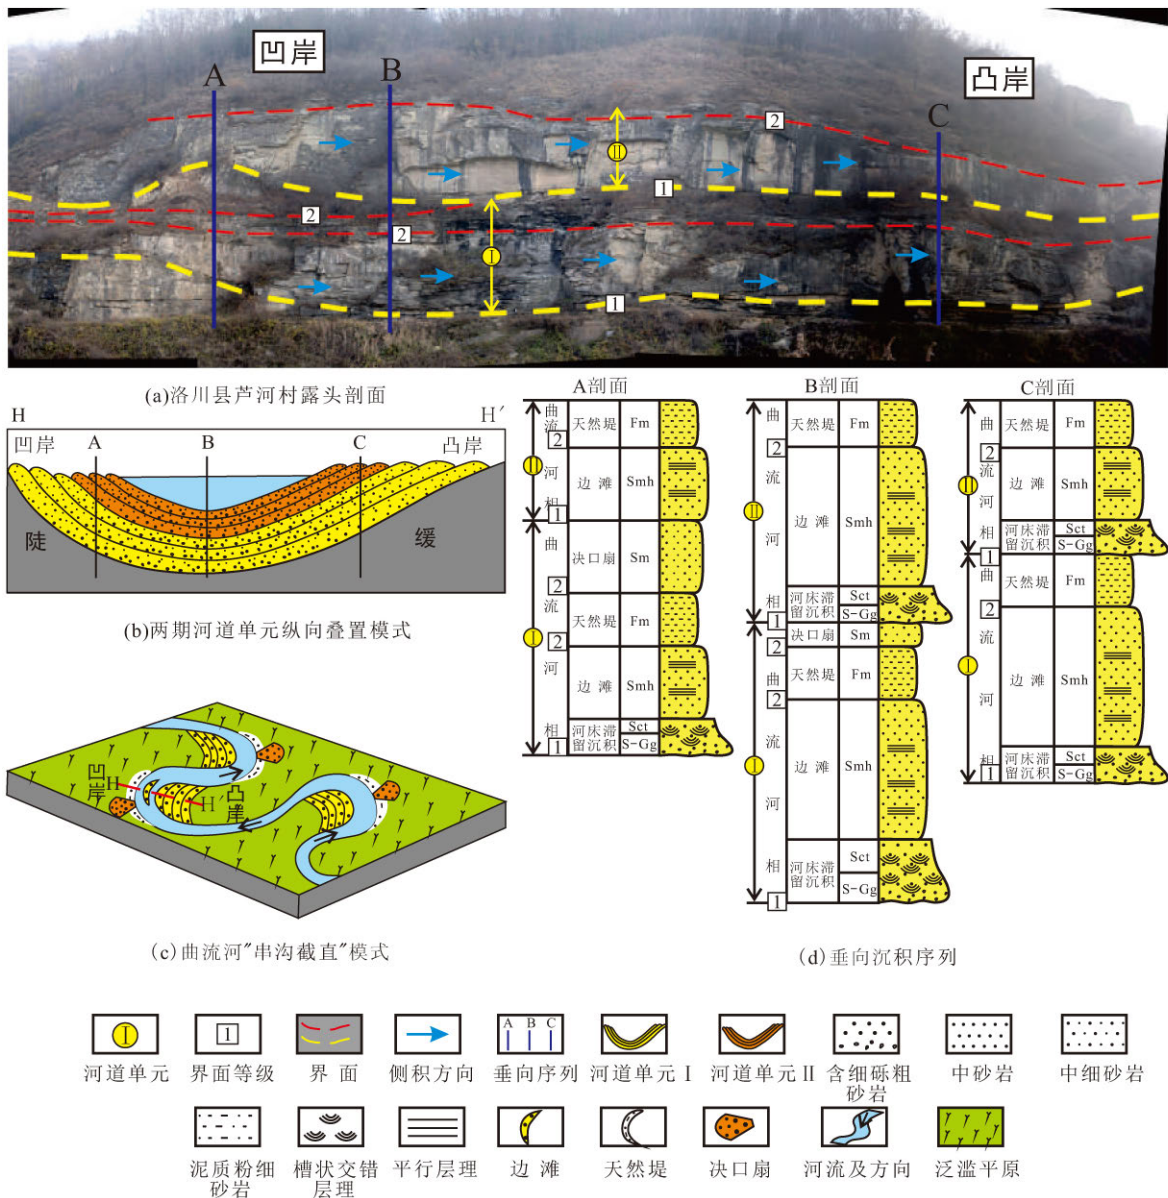 凹岸
凸岸
A
B
C
2
Ⅱ
1
2
2
Ⅰ
1
(a)洛川县芦河村露头剖面
H
H′
凹岸
A
B
C
凸岸
陡
缓
(b)两期河道单元纵向叠置模式
凹岸
H
H′
凸岸
(c)曲流河"串沟截直"模式
A剖面
曲流河相
Ⅱ
2
1
天然堤 Fm
边滩 Smh
曲流河相
Ⅰ
2
2
1
决口扇 Sm
天然堤 Fm
边滩 Smh
河床滞留沉积 Sct
S-Gg
B剖面
曲流河相
Ⅱ
2
1
天然堤 Fm
边滩 Smh
河床滞留沉积 Sct
S-Gg
曲流河相
Ⅰ
2
2
1
决口扇 Sm
天然堤 Fm
边滩 Smh
河床滞留沉积 Sct
S-Gg
C剖面
曲流河相
Ⅱ
2
1
天然堤 Fm
边滩 Smh
河床滞留沉积 Sct
S-Gg
曲流河相
Ⅰ
2
1
天然堤 Fm
边滩 Smh
河床滞留沉积 Sct
S-Gg
(d)垂向沉积序列
Ⅰ
1
A B C
河道单元
界面等级
界面
侧积方向
垂向序列
河道单元Ⅰ
河道单元Ⅱ
含细砾粗
砂岩
中砂岩
中细砂岩
泥质粉细
砂岩
槽状交错
层理
平行层理
边滩
天然堤
决口扇
河流及方向
泛滥平原